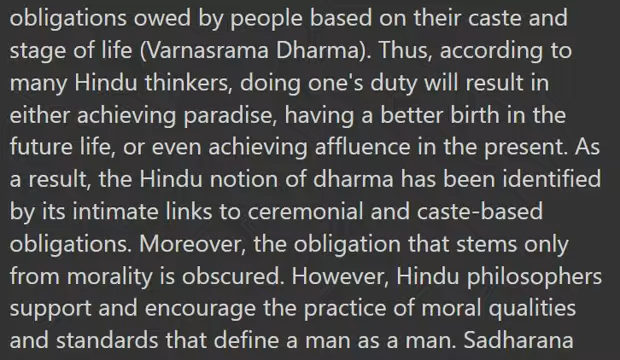 obligations owed by people based on their caste and
stage of life (Varnasrama Dharma). Thus, according to
many Hindu thinkers, doing one's duty will result in
either achieving paradise, having a better birth in the
future life, or even achieving affluence in the present. As
a result, the Hindu notion of dharma has been identified
by its intimate links to ceremonial and caste-based
obligations. Moreover, the obligation that stems only
from morality is obscured. However, Hindu philosophers
support and encourage the practice of moral qualities
and standards that define a man as a man. Sadharana